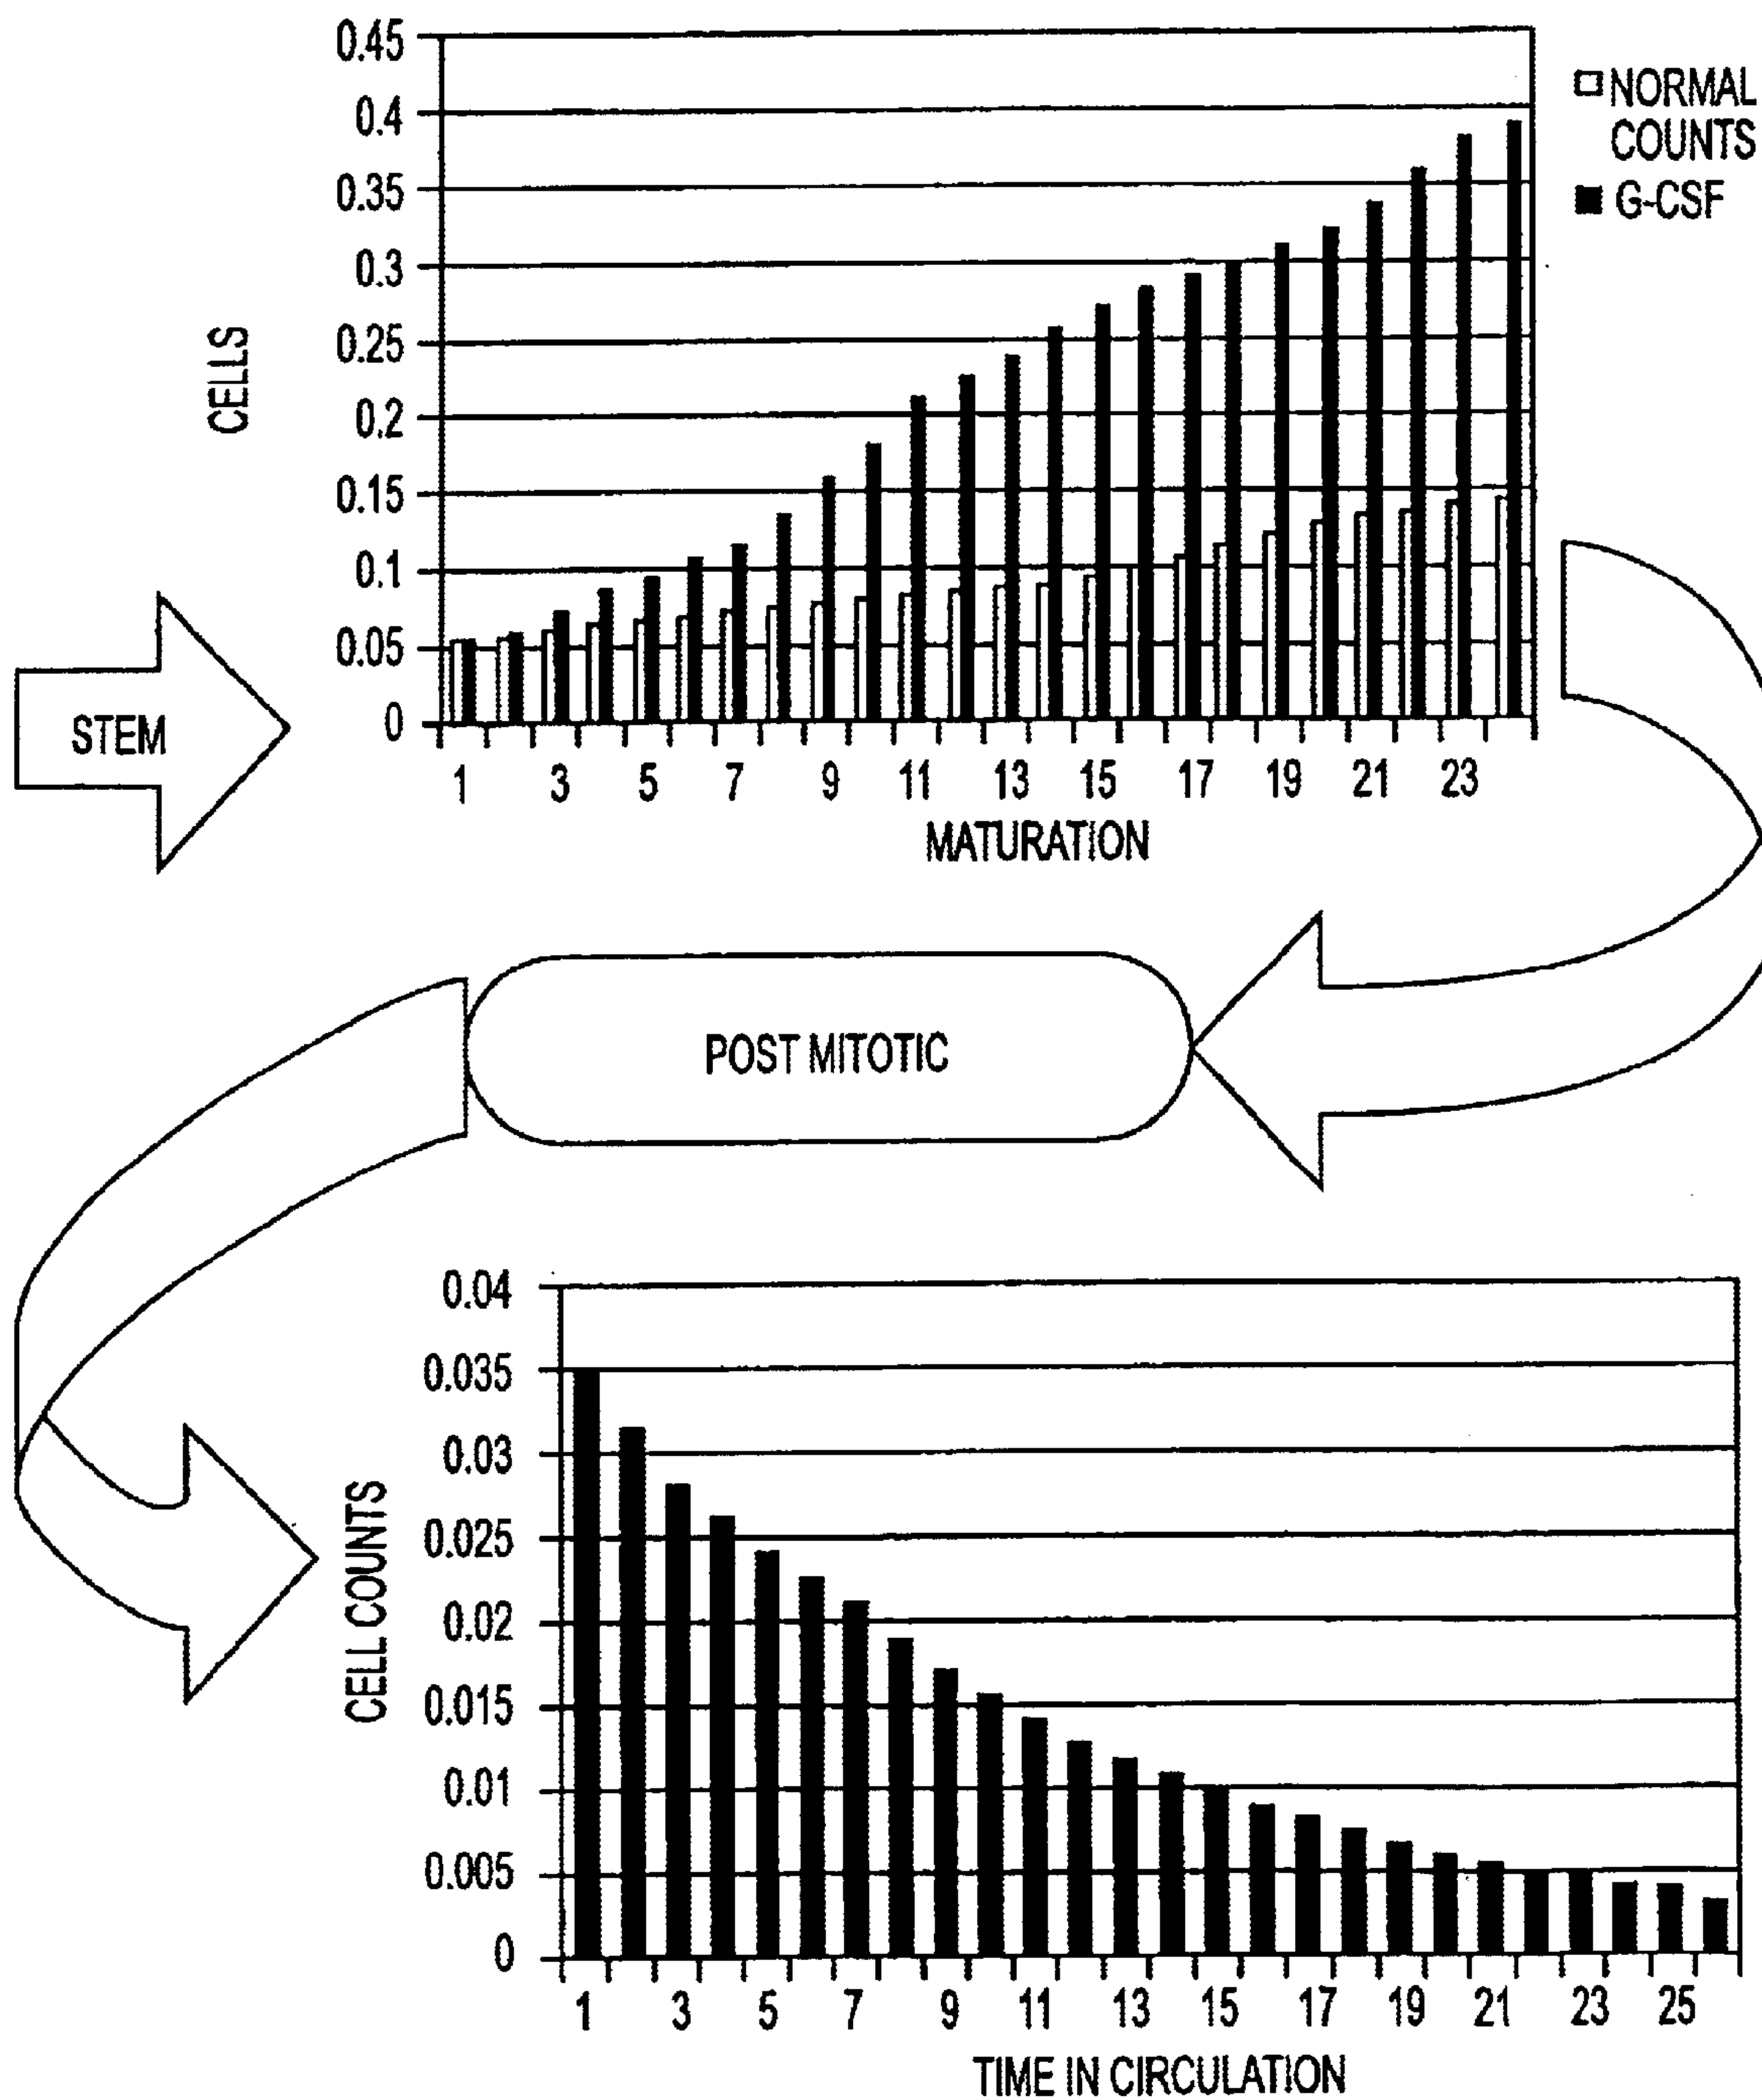 0.45
0.4
0.35
0.3
0.25
0.2
0.15
0.1
0.05
0
CELLS
NORMAL
COUNTS
G-CSF
1 3 5 7 9 11 13 15 17 19 21 23
MATURATION
STEM
POST MITOTIC
0.04
0.035
0.03
0.025
0.02
0.015
0.01
0.005
0
CELL COUNTS
1 3 5 7 9 11 13 15 17 19 21 23 25
TIME IN CIRCULATION